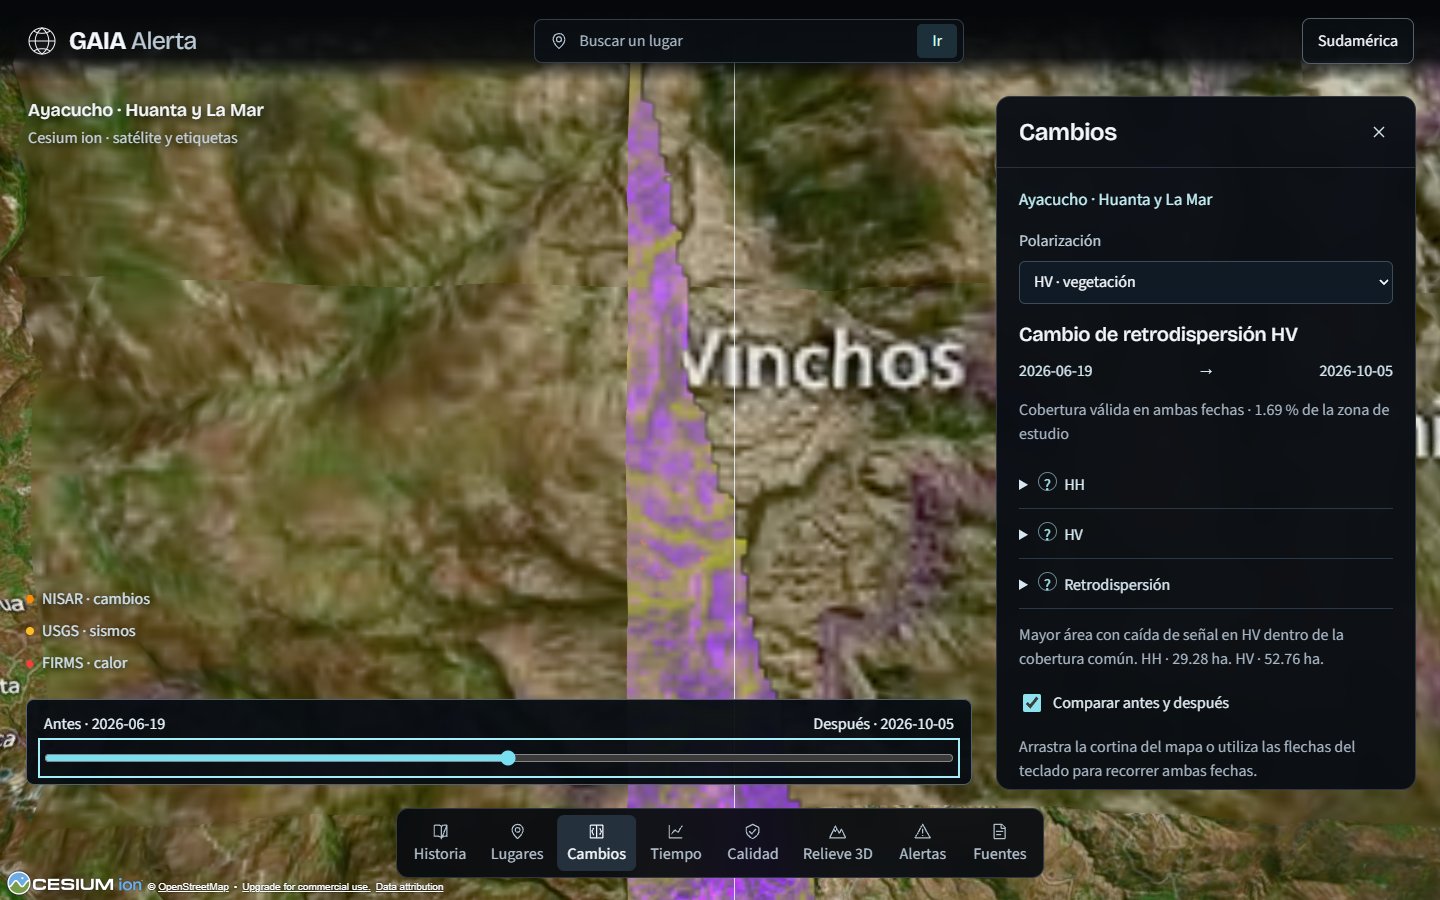 GAIA Alerta
Buscar un lugar
Ir
Sudamérica
Ayacucho · Huanta y La Mar
Cesium ion · satélite y etiquetas
Vinchos
NISAR · cambios
USGS · sismos
FIRMS · calor
Antes · 2026-06-19
Después · 2026-10-05
Cambios
Ayacucho · Huanta y La Mar
Polarización
HV · vegetación
Cambio de retrodispersión HV
2026-06-19 → 2026-10-05
Cobertura válida en ambas fechas · 1.69 % de la zona de
estudio
? HH
? HV
? Retrodispersión
Mayor área con caída de señal en HV dentro de la
cobertura común. HH · 29.28 ha. HV · 52.76 ha.
Comparar antes y después
Arrastra la cortina del mapa o utiliza las flechas del
teclado para recorrer ambas fechas.
Historia
Lugares
Cambios
Tiempo
Calidad
Relieve 3D
Alertas
Fuentes
CESIUM ion © OpenStreetMap • Upgrade for commercial use. Data attribution